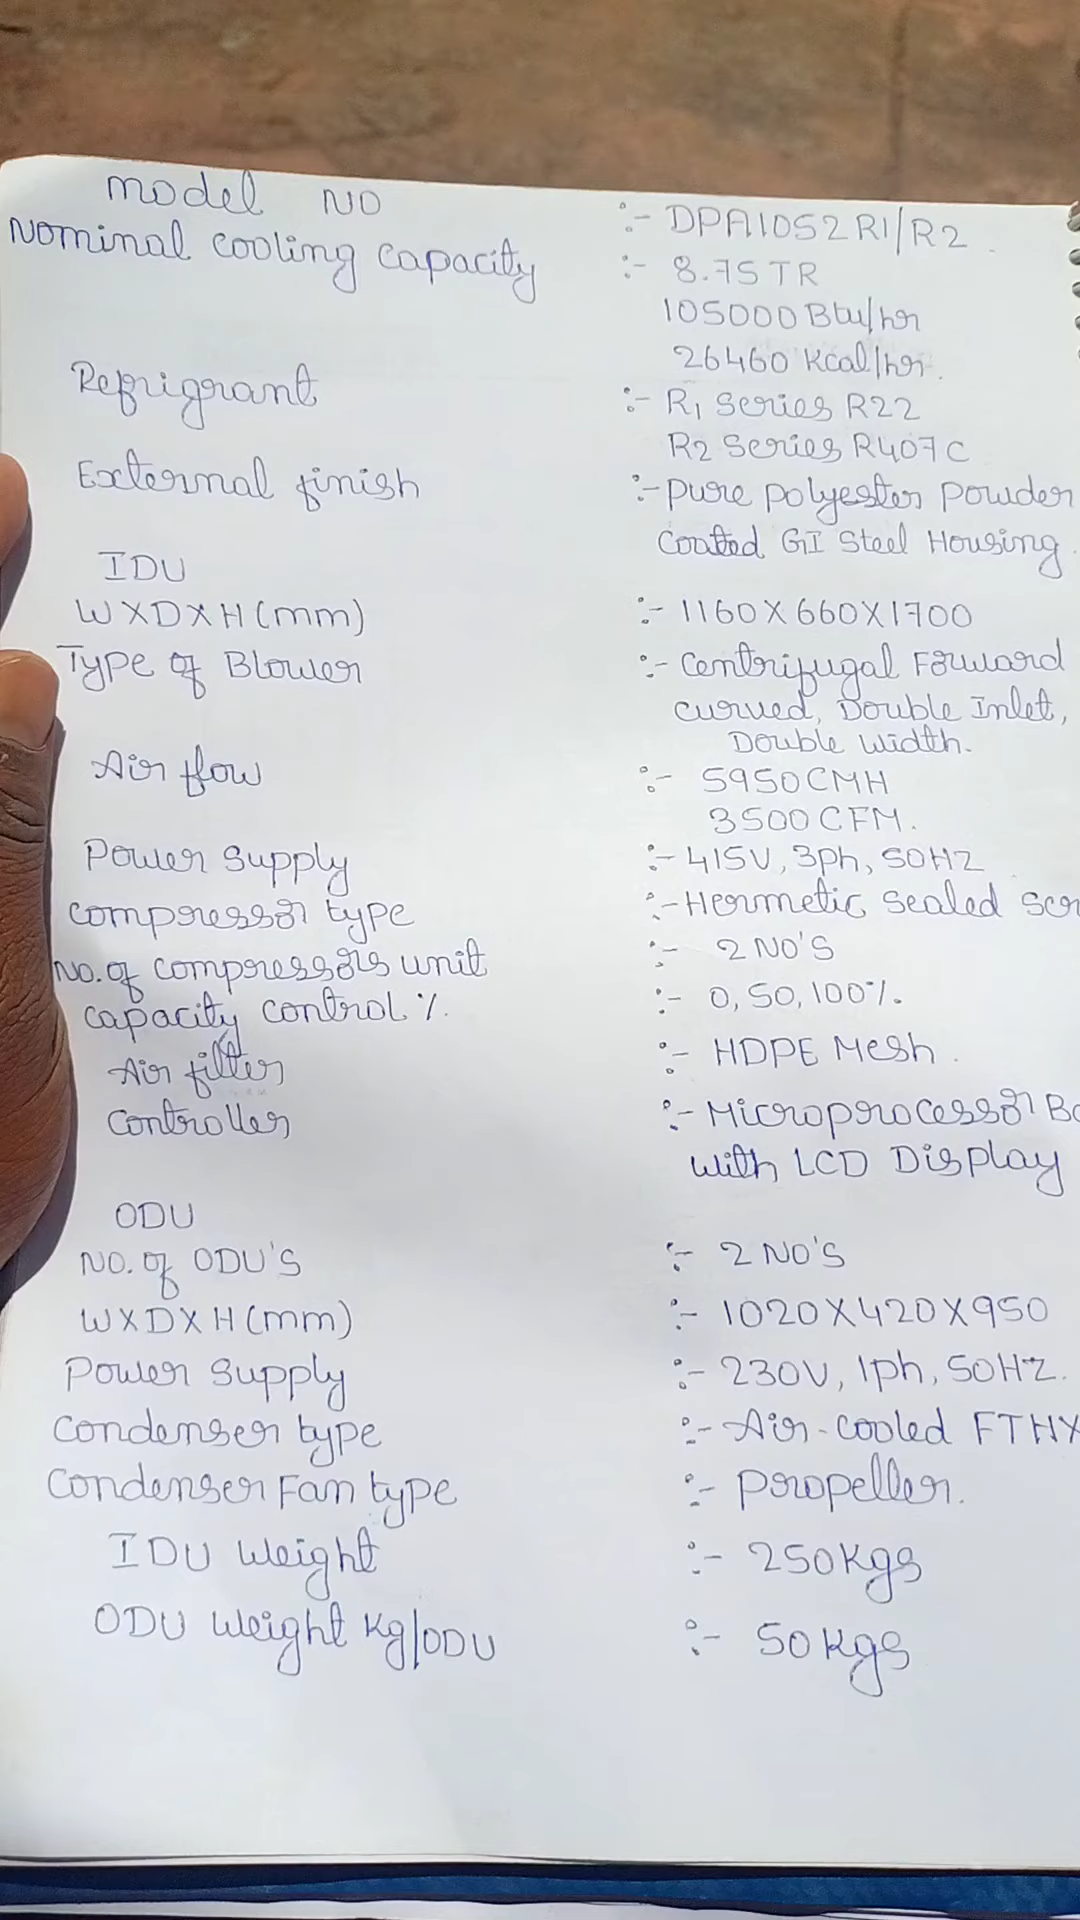 Model NO :- DPA1052R1/R2
Nominal cooling capacity :- 8.75TR
105000 Btu/hr
26460 Kcal/hr.
Refrigrant :- R1 Series R22
R2 Series R407C
External finish :- pure polyester powder
coated GI Steel Housing.
IDU
WXDXH(mm) :- 1160X660X1700
Type of Blower :- Centrifugal Forward
curved, Double Inlet,
Double width.
Air flow :- 5950CMH
3500CFM.
Power supply :- 415V, 3ph, 50HZ
compressor type :- Hermetic sealed scr
No. of compressors unit :- 2 NO'S
capacity control %. :- 0, 50, 100%.
Air filter :- HDPE Mesh.
controller :- Microprocessor Ba
with LCD Display
ODU
NO. of ODU'S :- 2 NO'S
WXDXH(mm) :- 1020X420X950
Power supply :- 230V, 1ph, 50HZ.
Condenser type :- Air-cooled FTHX
Condenser Fan type :- Propeller.
IDU weight :- 250Kgs
ODU weight Kg/ODU :- 50Kgs